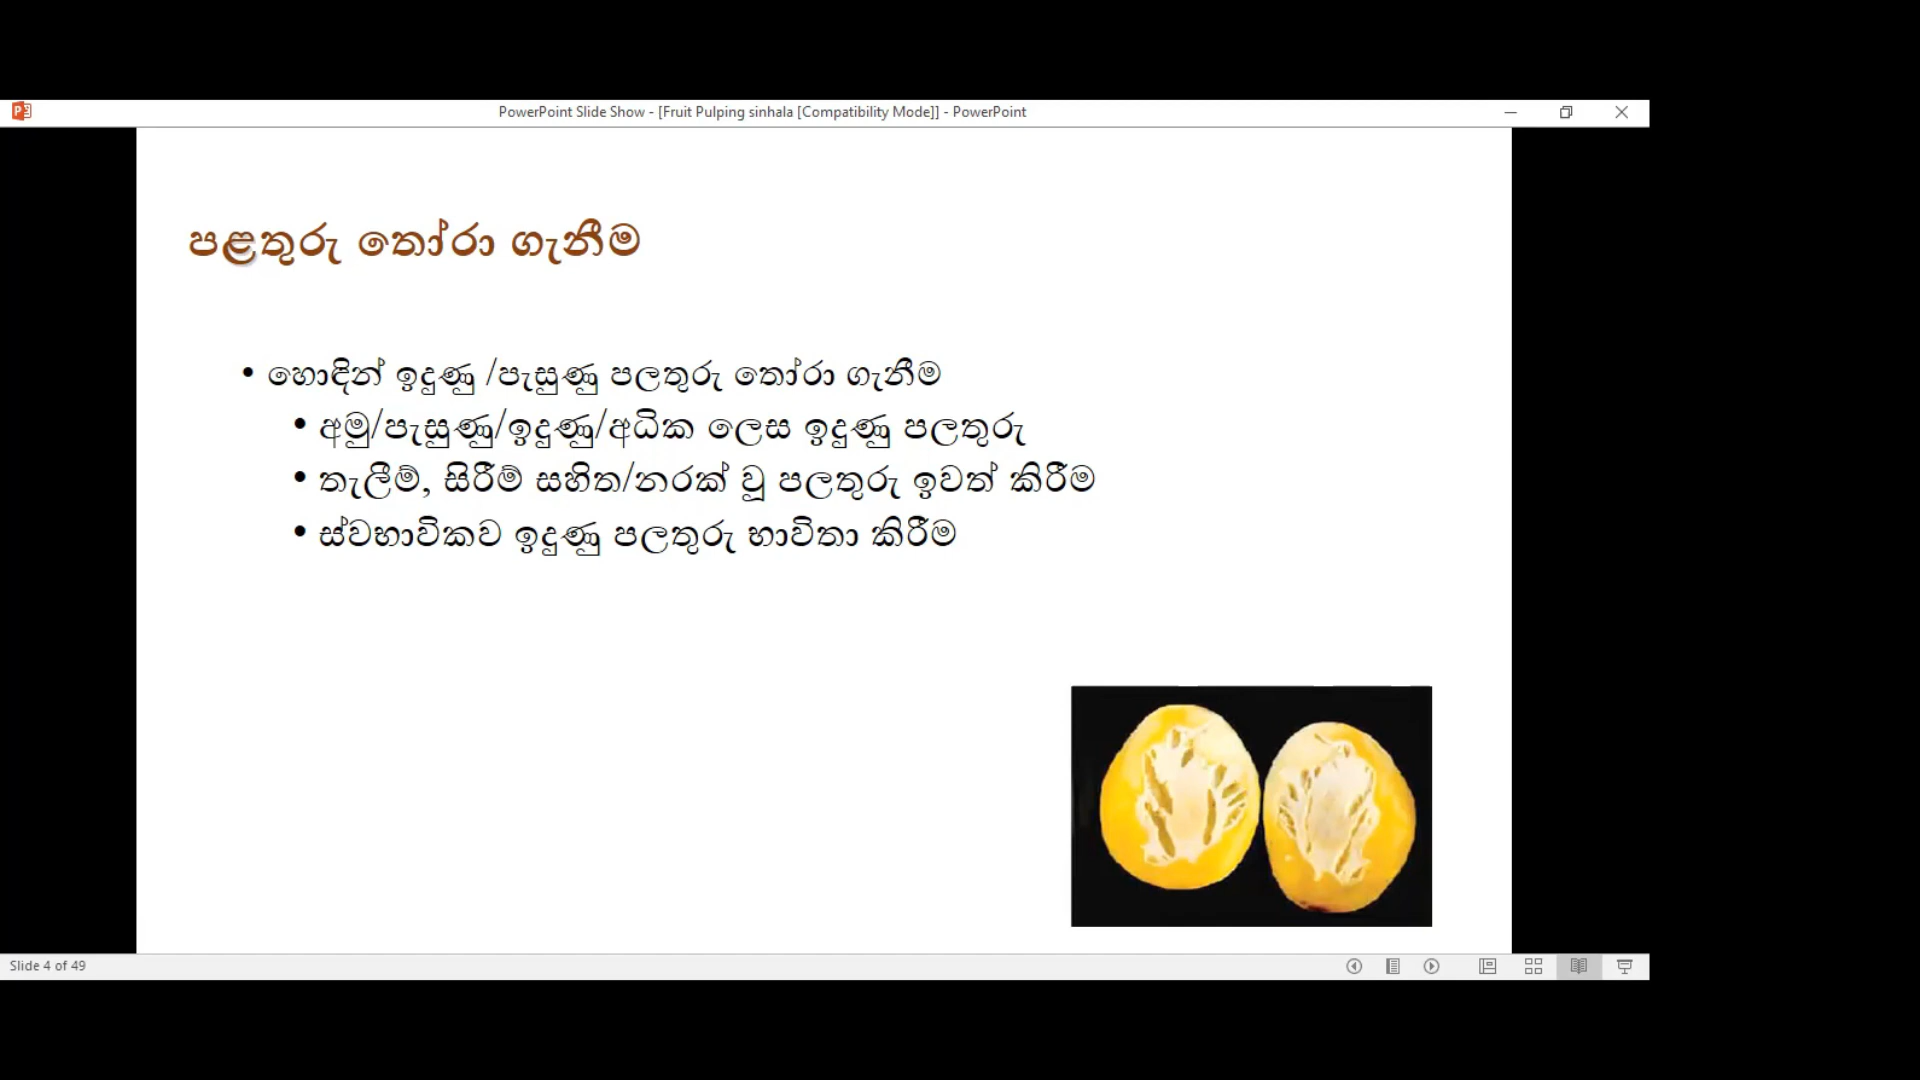 PowerPoint Slide Show - [Fruit Pulping sinhala [Compatibility Mode]] - PowerPoint
පළතුරු තෝරා ගැනීම
• හොඳින් ඉදුණු /පැසුණු පලතුරු තෝරා ගැනීම
• අමු/පැසුණු/ඉදුණු/අධික ලෙස ඉදුණු පලතුරු
• තැලීම්, සිරීම් සහිත/නරක් වූ පලතුරු ඉවත් කිරීම
• ස්වභාවිකව ඉදුණු පලතුරු භාවිතා කිරීම
Slide 4 of 49